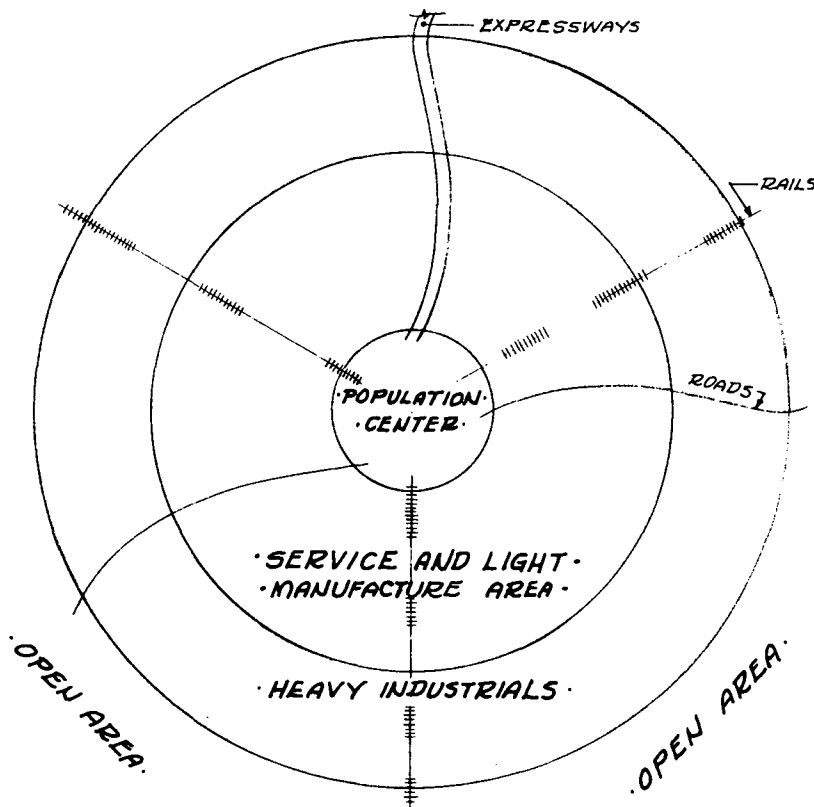 EXPRESSWAYS
RAILS
ROADS
·POPULATION·
·CENTER·
·SERVICE AND LIGHT·
·MANUFACTURE AREA·
·HEAVY INDUSTRIALS·
·OPEN AREA·
·OPEN AREA·